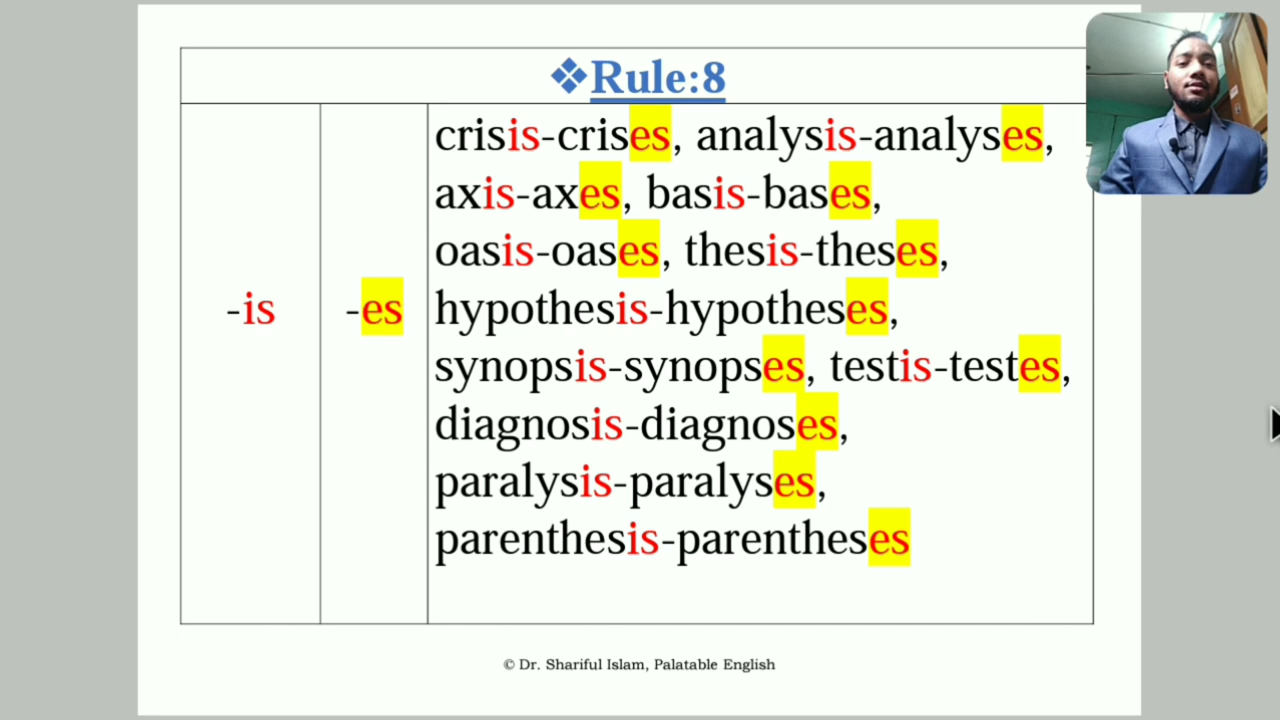 ❖Rule:8
-is
-es
crisis-crises, analysis-analyses,
axis-axes, basis-bases,
oasis-oases, thesis-theses,
hypothesis-hypotheses,
synopsis-synopses, testis-testes,
diagnosis-diagnoses,
paralysis-paralyses,
parenthesis-parentheses
© Dr. Shariful Islam, Palatable English